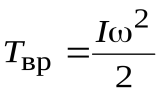 Tвр = Iω²/2